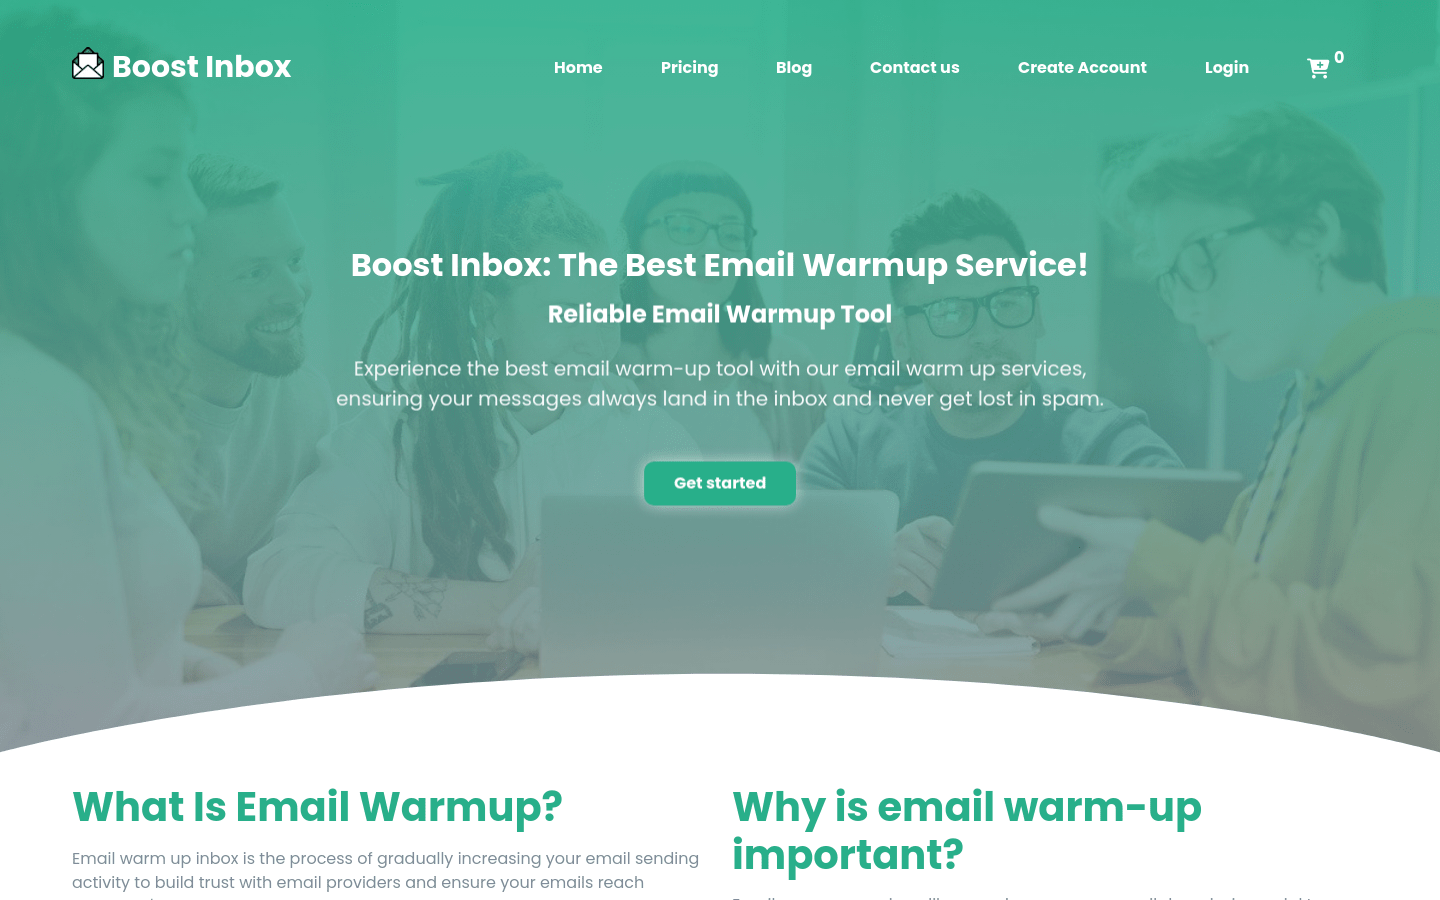 Boost Inbox
Home
Pricing
Blog
Contact us
Create Account
Login
0
Boost Inbox: The Best Email Warmup Service!
Reliable Email Warmup Tool
Experience the best email warm-up tool with our email warm up services,
ensuring your messages always land in the inbox and never get lost in spam.
Get started
What Is Email Warmup?
Email warm up inbox is the process of gradually increasing your email sending
activity to build trust with email providers and ensure your emails reach
Why is email warm-up
important?